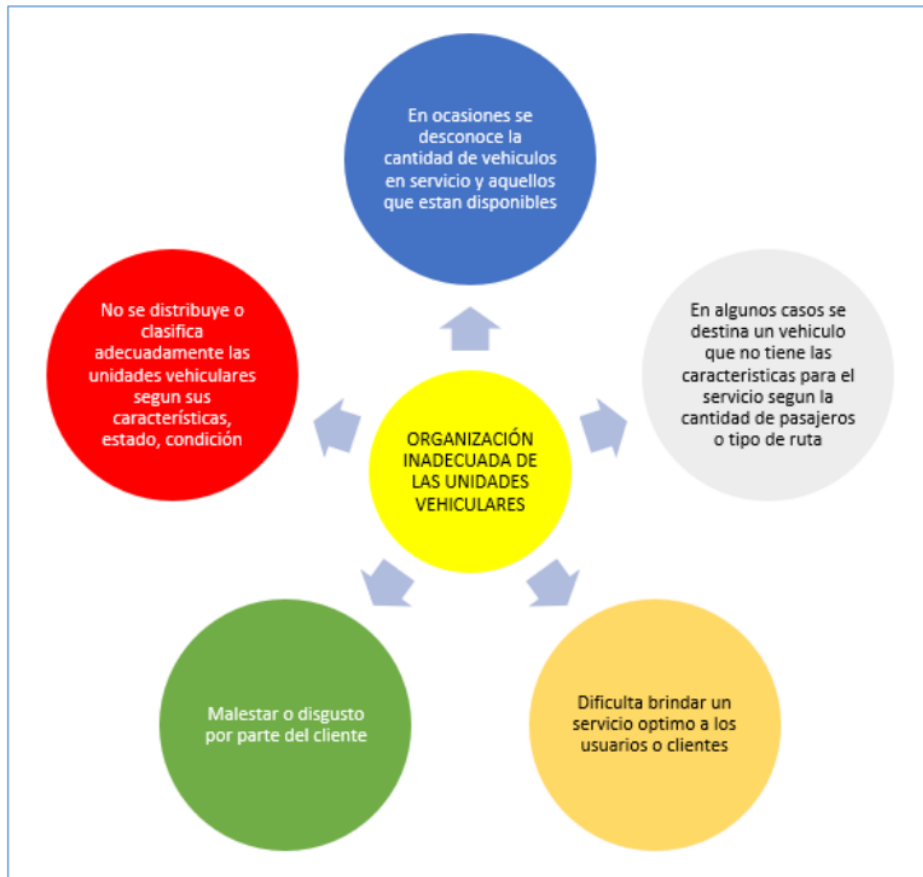 En ocasiones se
desconoce la
cantidad de vehiculos
en servicio y aquellos
que estan disponibles
No se distribuye o
clasifica
adecuadamente las
unidades vehiculares
segun sus
características,
estado, condición
En algunos casos se
destina un vehiculo
que no tiene las
caracteristicas para el
servicio segun la
cantidad de pasajeros
o tipo de ruta
ORGANIZACIÓN
INADECUADA DE
LAS UNIDADES
VEHICULARES
Malestar o disgusto
por parte del cliente
Dificulta brindar un
servicio optimo a los
usuarios o clientes